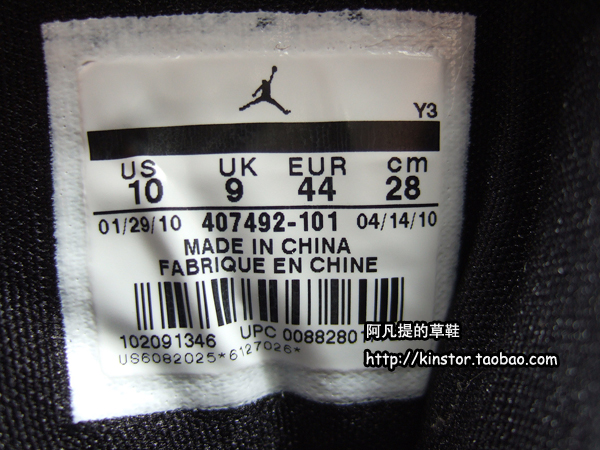 Y3
US UK EUR cm
10 9 44 28
01/29/10 407492-101 04/14/10
MADE IN CHINA
FABRIQUE EN CHINE
102091346 UPC 00882801
US6082025*6127026*
阿凡提的草鞋
http://kinstor.taobao.com/